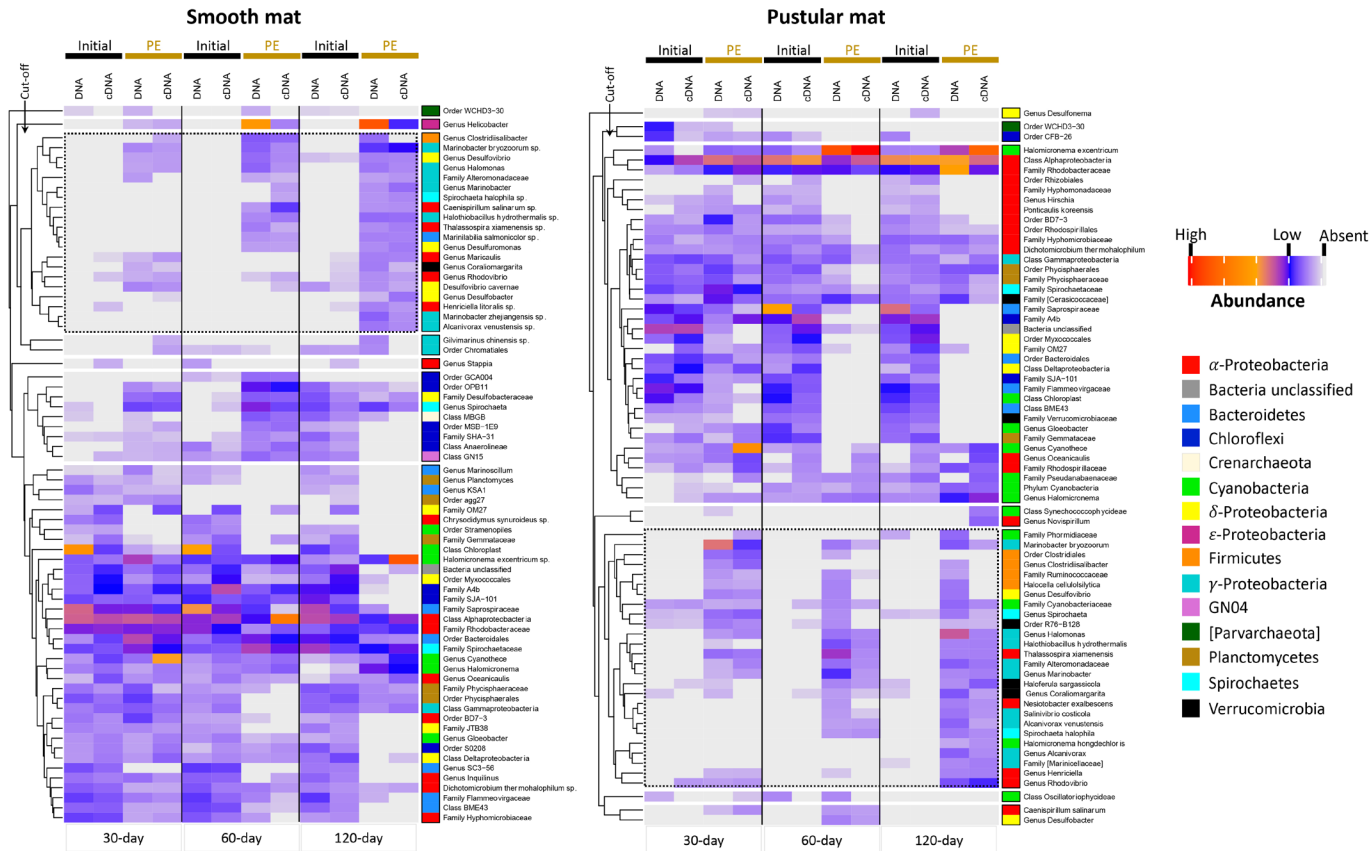 Smooth mat
Initial PE Initial PE Initial PE
Cut-off
DNA cDNA DNA cDNA DNA cDNA DNA cDNA DNA cDNA DNA cDNA
Order WCHD3-30
Genus Helicobacter
Genus Clostridiisalibacter
Marinobacter bryozoorum sp.
Genus Desulfovibrio
Genus Halomonas
Family Alteromonadaceae
Genus Marinobacter
Spirochaeta halophila sp.
Caenispirillum salinarum sp.
Halothiobacillus hydrothermalis sp.
Thalassospira xiamenensis sp.
Marinilabilia salmonicolor sp.
Genus Desulfuromonas
Genus Maricaulis
Genus Coraliomargarita
Genus Rhodovibrio
Desulfovibrio cavernae
Genus Desulfobacter
Henriciella litoralis sp.
Marinobacter zhejiangensis sp.
Alcanivorax venustensis sp.
Gilvimarinus chinensis sp.
Order Chromatiales
Genus Stappia
Order GCA004
Order OPB11
Family Desulfobacteraceae
Genus Spirochaeta
Class MBGB
Order MSB-1E9
Family SHA-31
Class Anaerolineae
Class GN15
Genus Marinoscillum
Genus Planctomyces
Genus KSA1
Order agg27
Family OM27
Chrysodidymus synuroideus sp.
Order Stramenopiles
Family Gemmataceae
Class Chloroplast
Halomicronema excentricum sp.
Bacteria unclassified
Order Myxococcales
Family A4b
Family SJA-101
Family Saprospiraceae
Class Alphaproteobacteria
Family Rhodobacteraceae
Order Bacteroidales
Family Spirochaetaceae
Genus Cyanothece
Genus Halomicronema
Genus Oceanicaulis
Family Phycisphaeraceae
Order Phycisphaerales
Class Gammaproteobacteria
Order BD7-3
Family JTB38
Genus Gloeobacter
Order S0208
Class Deltaproteobacteria
Genus SC3-56
Genus Inquilinus
Dichotomicrobium thermohalophilum sp.
Family Flammeovirgaceae
Class BME43
Family Hyphomicrobiaceae
30-day 60-day 120-day
Pustular mat
Initial PE Initial PE Initial PE
Cut-off
DNA cDNA DNA cDNA DNA cDNA DNA cDNA DNA cDNA DNA cDNA
Genus Desulfonema
Order WCHD3-30
Order CFB-26
Halomicronema excentricum
Class Alphaproteobacteria
Family Rhodobacteraceae
Order Rhizobiales
Family Hyphomonadaceae
Genus Hirschia
Ponticaulis koreensis
Order BD7-3
Order Rhodospirillales
Family Hyphomicrobiaceae
Dichotomicrobium thermohalophilum
Class Gammaproteobacteria
Order Phycisphaerales
Family Phycisphaeraceae
Family Spirochaetaceae
Family [Cerasicoccaceae]
Family Saprospiraceae
Family A4b
Bacteria unclassified
Order Myxococcales
Family OM27
Order Bacteroidales
Class Deltaproteobacteria
Family SJA-101
Family Flammeovirgaceae
Class Chloroplast
Class BME43
Family Verrucomicrobiaceae
Genus Gloeobacter
Family Gemmataceae
Genus Cyanothece
Genus Oceanicaulis
Family Rhodospirillaceae
Family Pseudanabaenaceae
Phylum Cyanobacteria
Genus Halomicronema
Class Synechococcophycideae
Genus Novispirillum
Family Phormidiaceae
Marinobacter bryozoorum
Order Clostridiales
Genus Clostridiisalibacter
Family Ruminococcaceae
Halocella cellulolsilytica
Genus Desulfovibrio
Family Cyanobacteriaceae
Genus Spirochaeta
Order R76-B128
Genus Halomonas
Halothiobacillus hydrothermalis
Thalassospira xiamenensis
Family Alteromonadaceae
Genus Marinobacter
Haloferula sargassicola
Genus Coraliomargarita
Nesiotobacter exalbescens
Salinivibrio costicola
Alcanivorax venustensis
Spirochaeta halophila
Halomicronema hongdechloris
Genus Alcanivorax
Family [Marinicellaceae]
Genus Henriciella
Genus Rhodovibrio
Class Oscillatoriophycideae
Caenispirillum salinarum
Genus Desulfobacter
30-day 60-day 120-day
High Low Absent
Abundance
α-Proteobacteria
Bacteria unclassified
Bacteroidetes
Chloroflexi
Crenarchaeota
Cyanobacteria
δ-Proteobacteria
ε-Proteobacteria
Firmicutes
γ-Proteobacteria
GN04
[Parvarchaeota]
Planctomycetes
Spirochaetes
Verrucomicrobia